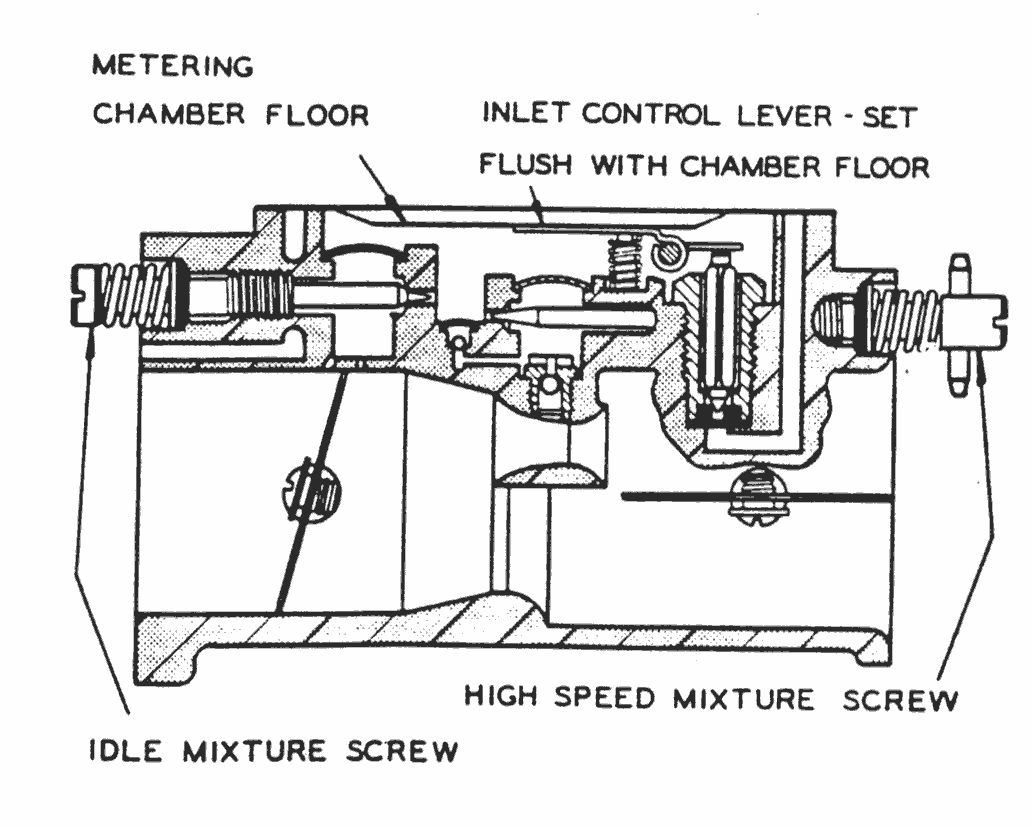 METERING
CHAMBER FLOOR
INLET CONTROL LEVER - SET
FLUSH WITH CHAMBER FLOOR
HIGH SPEED MIXTURE SCREW
IDLE MIXTURE SCREW